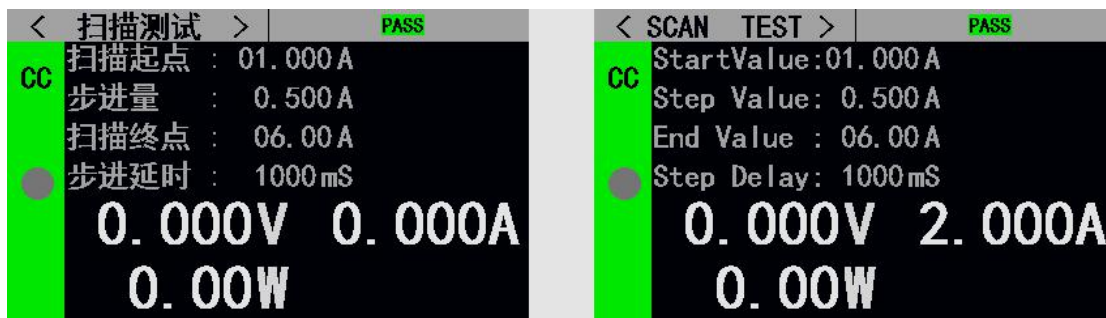 < 扫描测试 > PASS
CC
扫描起点 : 01.000A
步进量 : 0.500A
扫描终点 : 06.00A
步进延时 : 1000mS
0.000V 0.000A
0.00W
< SCAN TEST > PASS
CC
StartValue:01.000A
Step Value: 0.500A
End Value : 06.00A
Step Delay: 1000mS
0.000V 2.000A
0.00W